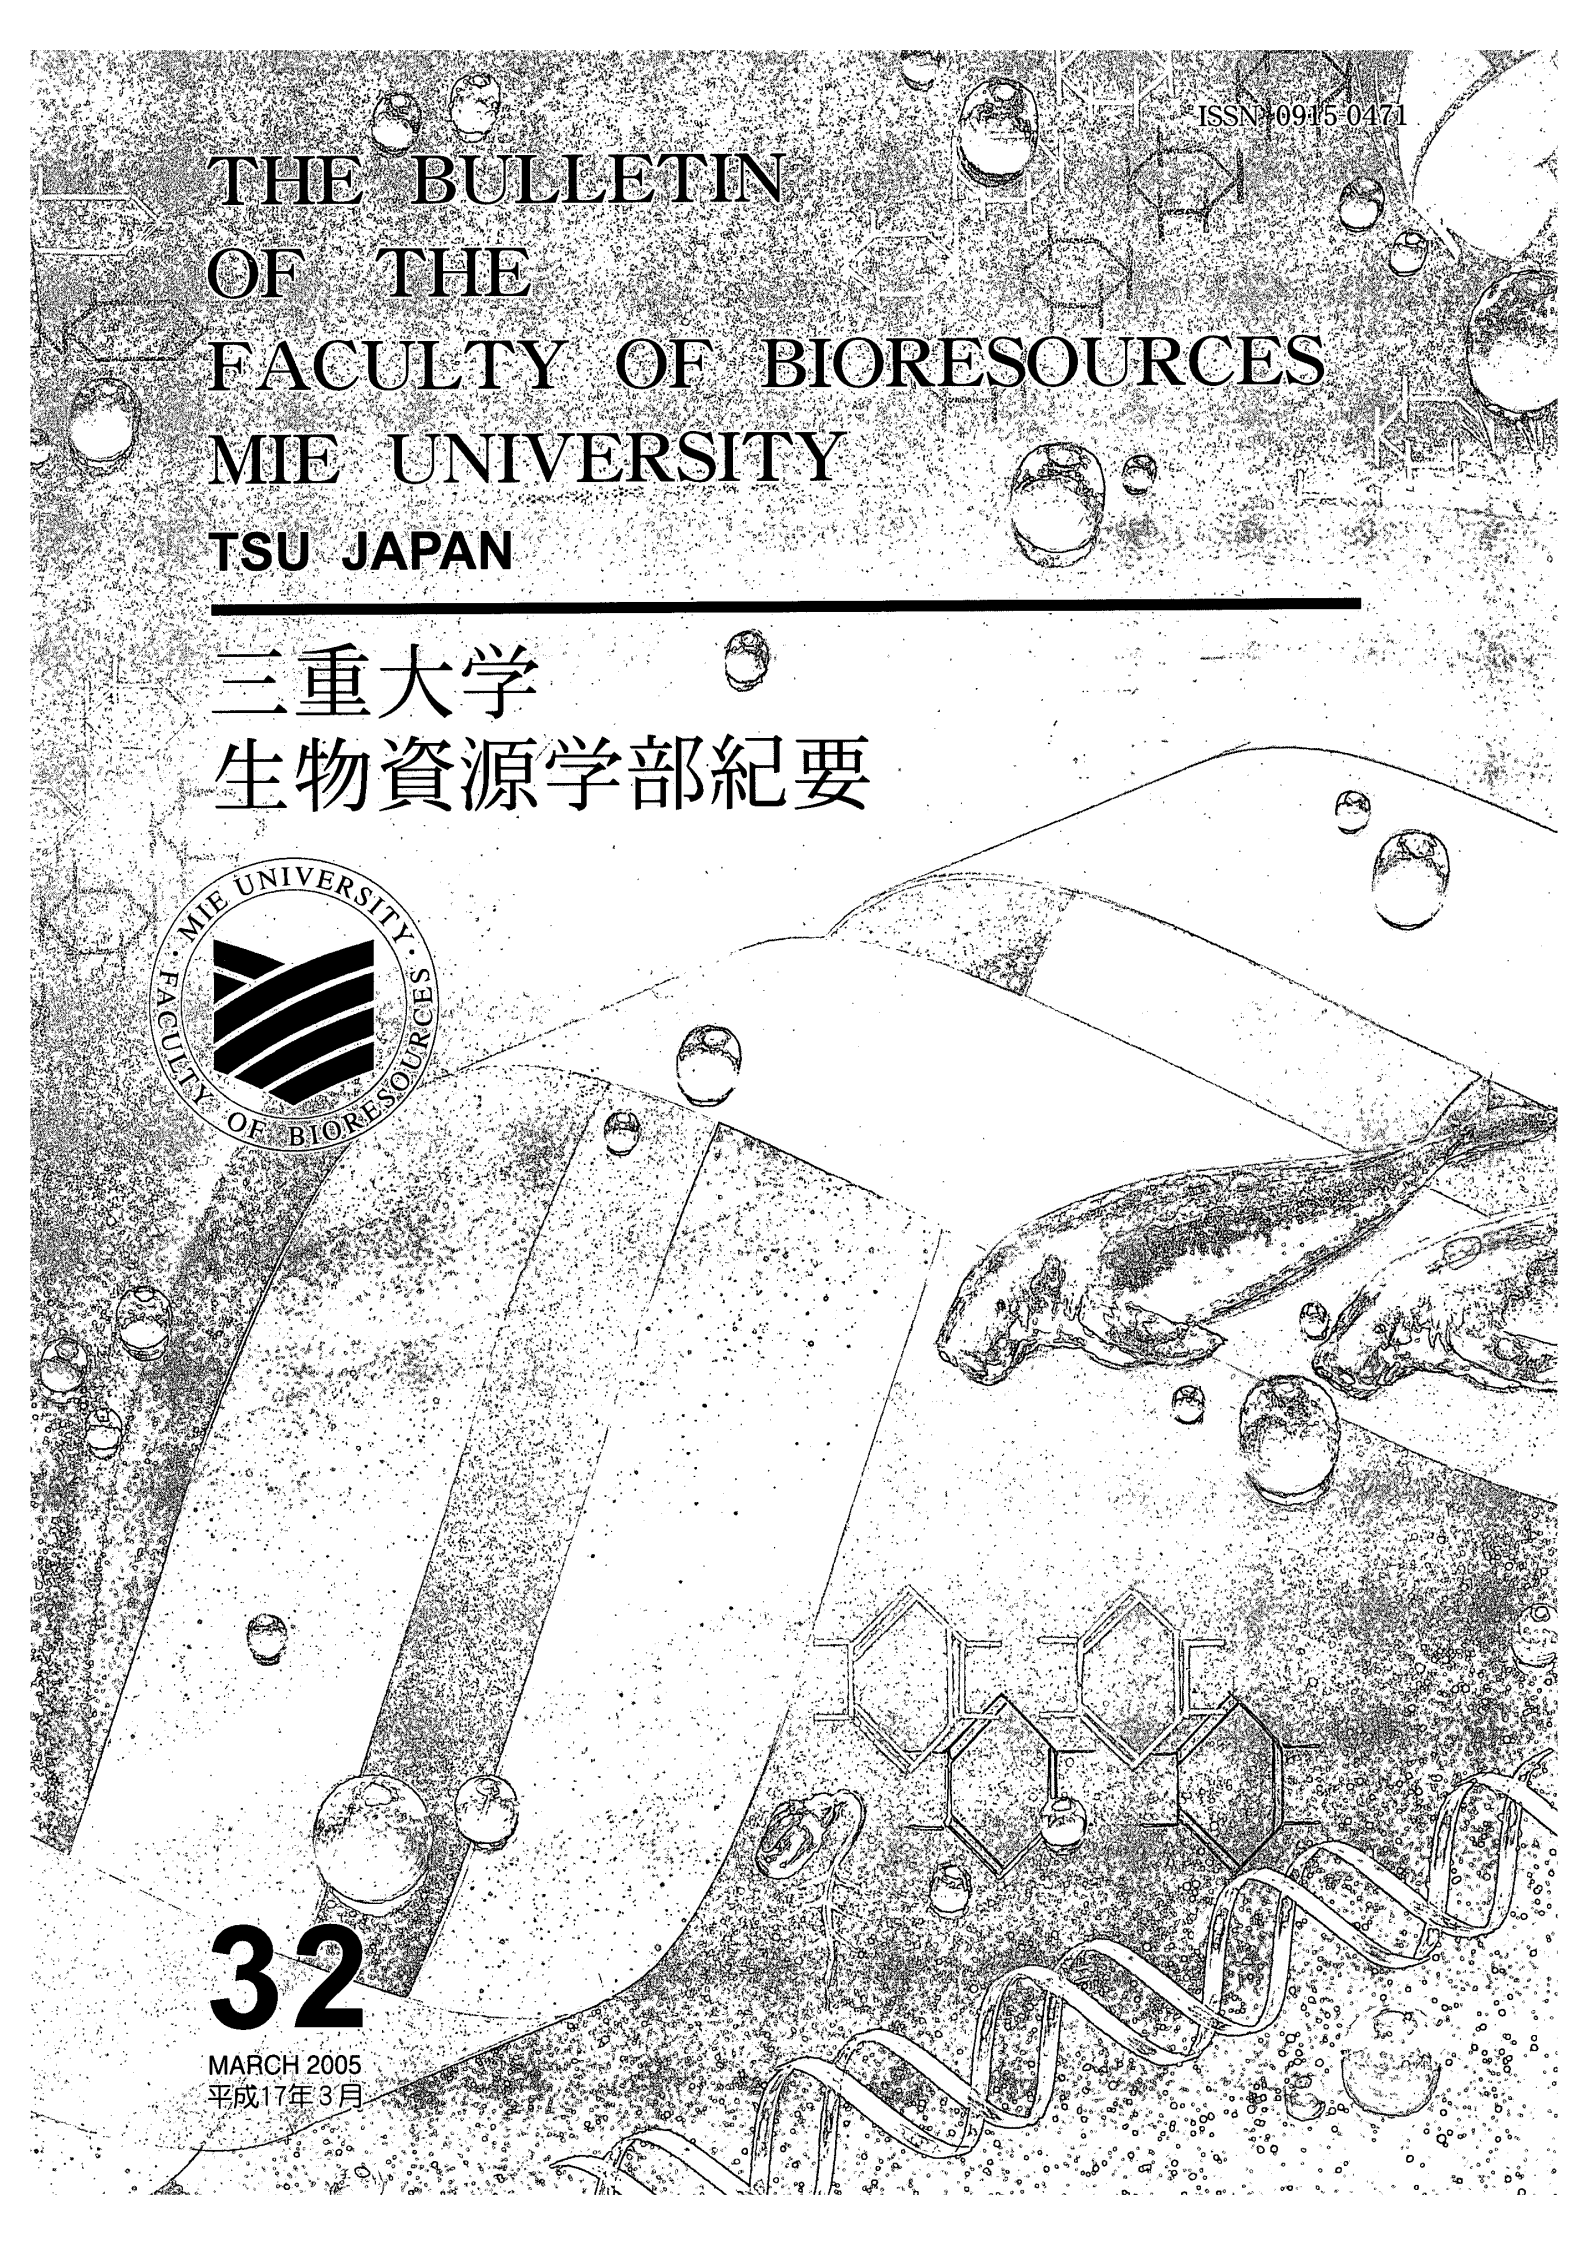 ISSN 0915-0471
THE BULLETIN
OF THE
FACULTY OF BIORESOURCES
MIE UNIVERSITY
TSU JAPAN
三重大学
生物資源学部紀要
・MIE UNIVERSITY・
FACULTY OF BIORESOURCES
32
MARCH 2005
平成17年3月